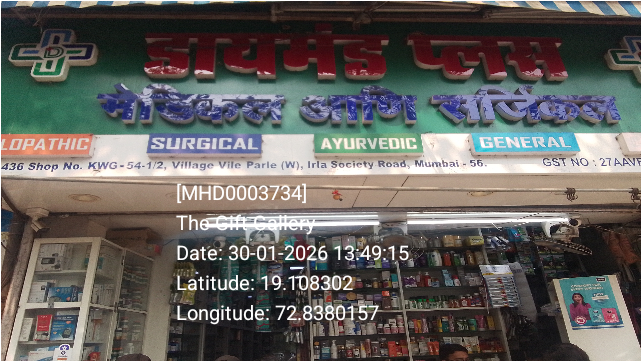 डायमंड प्लस
मेडिकल आणि सर्जिकल
LOPATHIC SURGICAL AYURVEDIC GENERAL
436 Shop No. KWG - 54-1/2, Village Vile Parle (W), Irla Society Road, Mumbai - 56. GST NO : 27AAVF
[MHD0003734]
The Gift Gallery
Date: 30-01-2026 13:49:15
Latitude: 19.108302
Longitude: 72.8380157